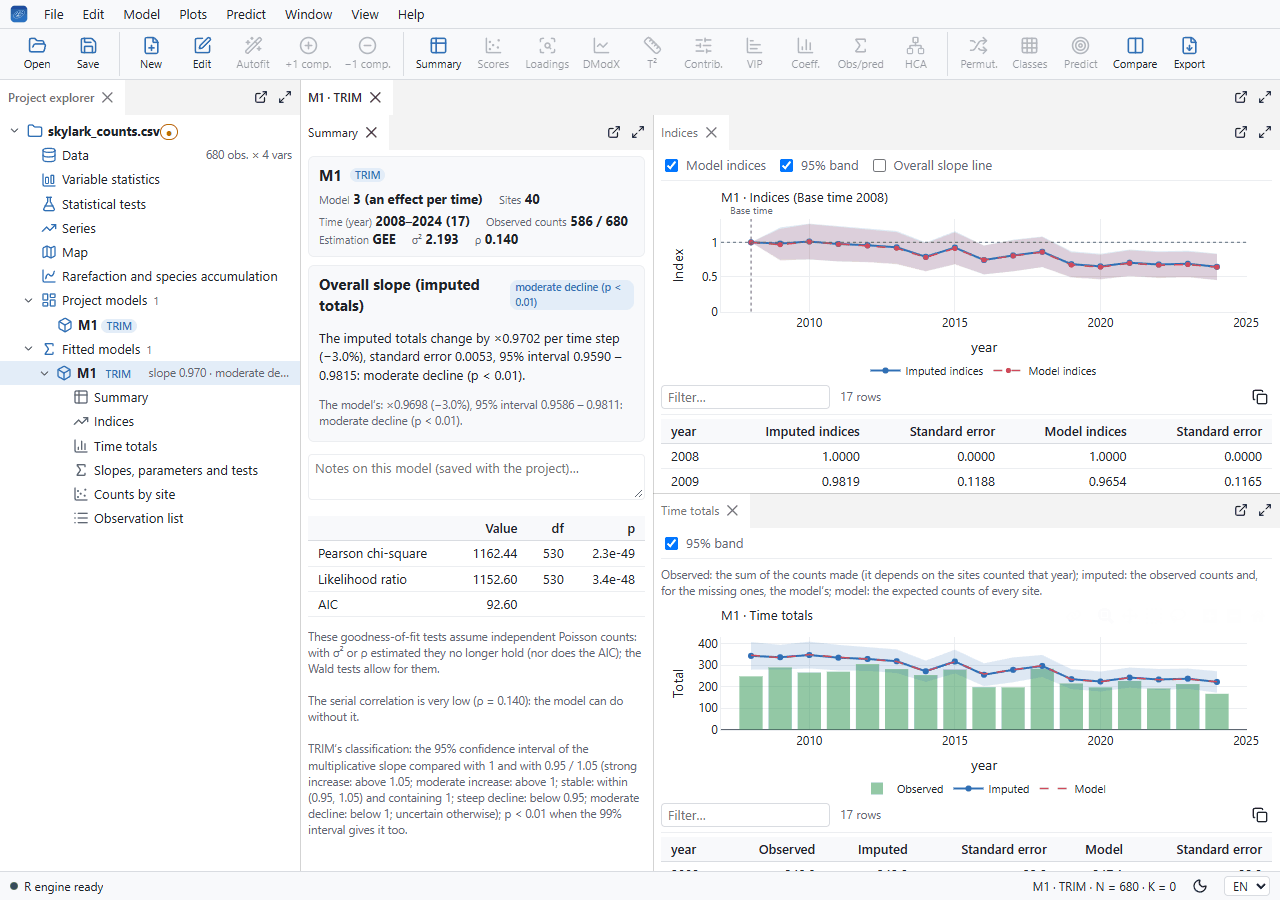 File Edit Model Plots Predict Window View Help
Open Save New Edit Autofit +1 comp. −1 comp. Summary Scores Loadings DModX T² Contrib. VIP Coeff. Obs/pred HCA Permut. Classes Predict Compare Export
Project explorer
skylark_counts.csv
Data 680 obs. × 4 vars
Variable statistics
Statistical tests
Series
Map
Rarefaction and species accumulation
Project models 1
M1 TRIM
Fitted models 1
M1 TRIM slope 0.970 · moderate de...
Summary
Indices
Time totals
Slopes, parameters and tests
Counts by site
Observation list
M1 · TRIM
Summary
M1 TRIM
Model 3 (an effect per time) Sites 40
Time (year) 2008–2024 (17) Observed counts 586 / 680
Estimation GEE σ² 2.193 ρ 0.140
Overall slope (imputed totals)
moderate decline (p < 0.01)
The imputed totals change by ×0.9702 per time step
(−3.0%), standard error 0.0053, 95% interval 0.9590 –
0.9815: moderate decline (p < 0.01).
The model's: ×0.9698 (−3.0%), 95% interval 0.9586 – 0.9811:
moderate decline (p < 0.01).
Notes on this model (saved with the project)...
Value df p
Pearson chi-square 1162.44 530 2.3e-49
Likelihood ratio 1152.60 530 3.4e-48
AIC 92.60
These goodness-of-fit tests assume independent Poisson counts:
with σ² or ρ estimated they no longer hold (nor does the AIC); the
Wald tests allow for them.
The serial correlation is very low (ρ = 0.140): the model can do
without it.
TRIM's classification: the 95% confidence interval of the
multiplicative slope compared with 1 and with 0.95 / 1.05 (strong
increase: above 1.05; moderate increase: above 1; stable: within
(0.95, 1.05) and containing 1; steep decline: below 0.95; moderate
decline: below 1; uncertain otherwise); p < 0.01 when the 99%
interval gives it too.
Indices
Model indices 95% band Overall slope line
M1 · Indices (Base time 2008)
Base time
Index
1
0.5
0
2010 2015 2020 2025
year
Imputed indices Model indices
Filter... 17 rows
year Imputed indices Standard error Model indices Standard error
2008 1.0000 0.0000 1.0000 0.0000
2009 0.9819 0.1188 0.9654 0.1165
Time totals
95% band
Observed: the sum of the counts made (it depends on the sites counted that year); imputed: the observed counts and,
for the missing ones, the model's; model: the expected counts of every site.
M1 · Time totals
Total
400
300
200
100
0
2010 2015 2020 2025
year
Observed Imputed Model
Filter... 17 rows
year Observed Imputed Standard error Model Standard error
R engine ready
M1 · TRIM · N = 680 · K = 0
EN